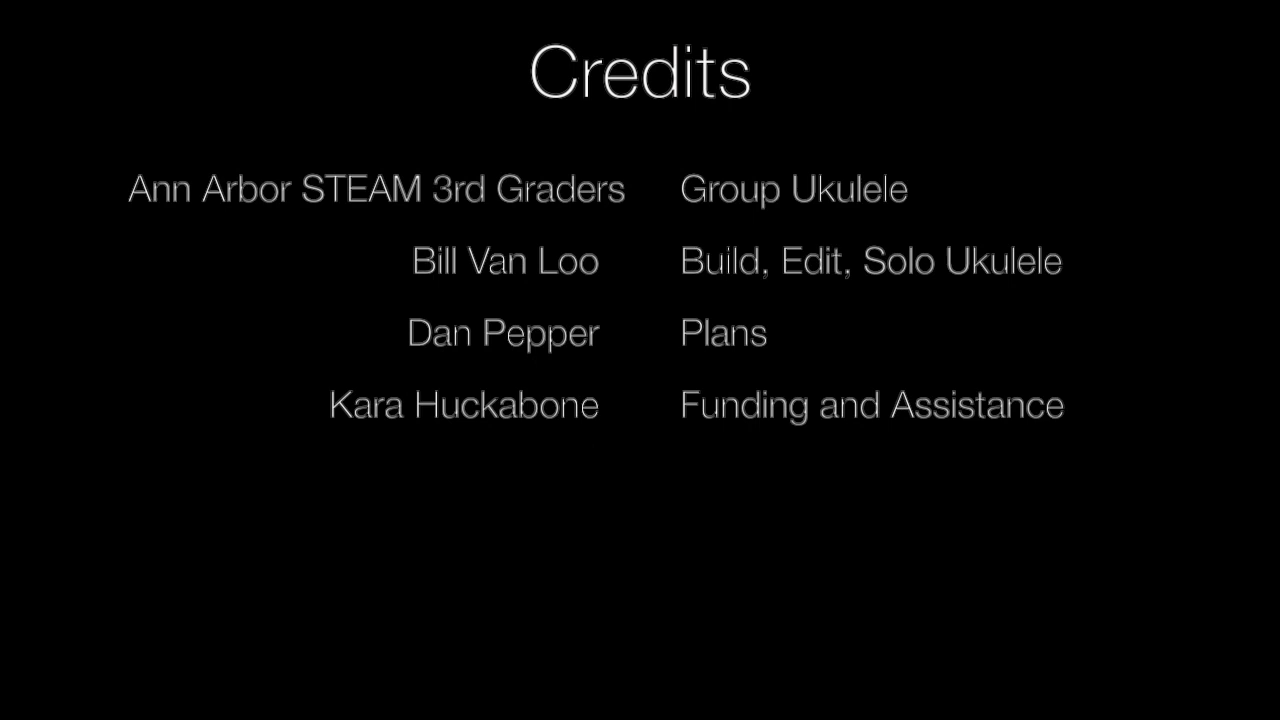 Credits
Ann Arbor STEAM 3rd Graders Group Ukulele
Bill Van Loo Build, Edit, Solo Ukulele
Dan Pepper Plans
Kara Huckabone Funding and Assistance